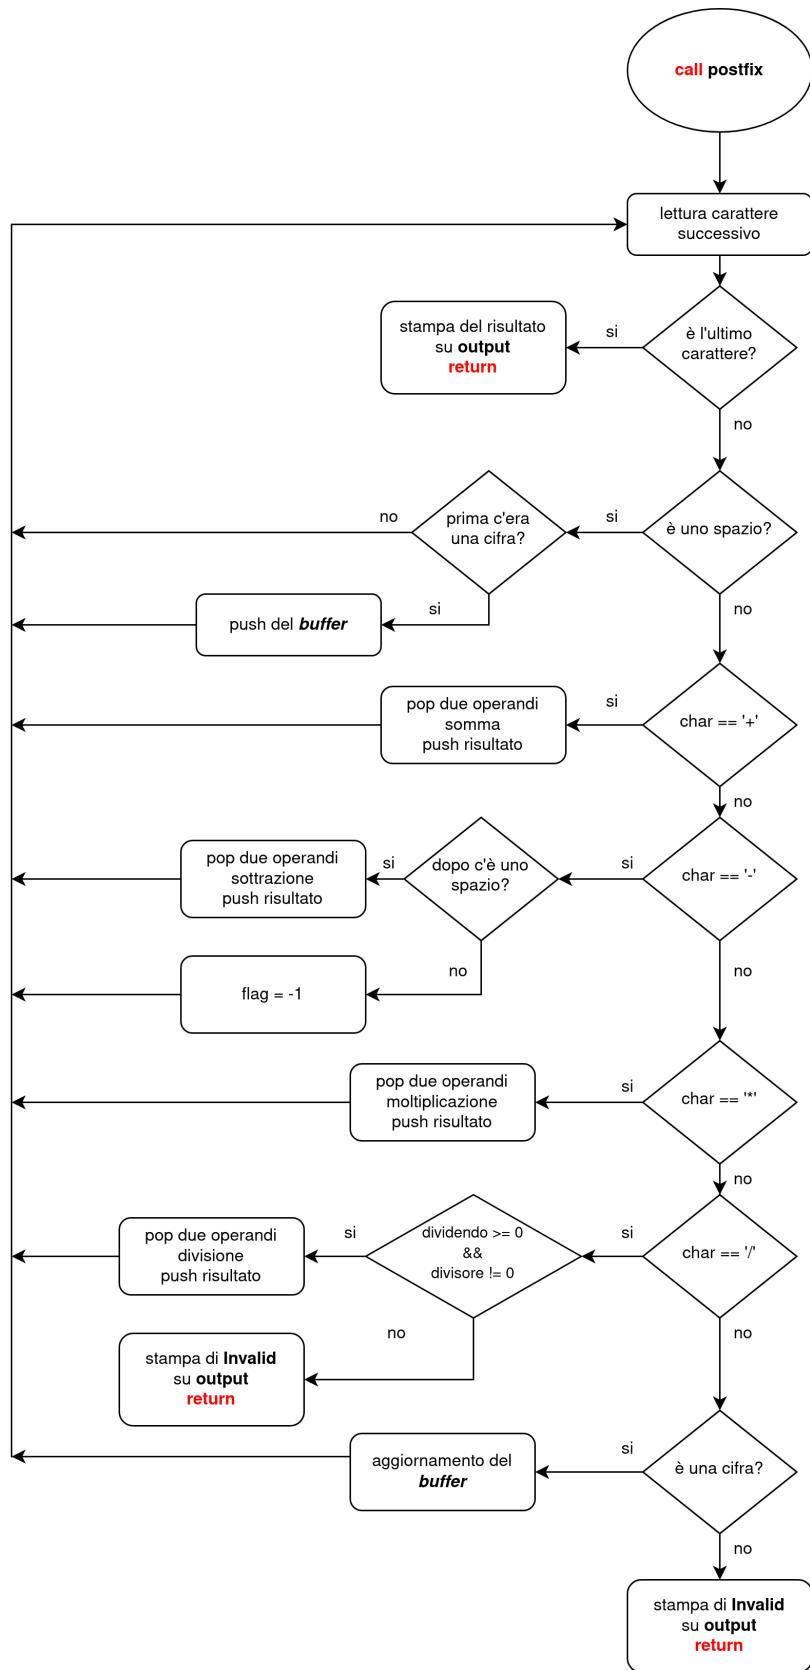 call postfix
lettura carattere
successivo
stampa del risultato
su output
return
si
è l'ultimo
carattere?
no
no
prima c'era
una cifra?
si
è uno spazio?
push del buffer
si
no
pop due operandi
somma
push risultato
si
char == '+'
no
pop due operandi
sottrazione
push risultato
si
dopo c'è uno
spazio?
si
char == '-'
flag = -1
no
no
pop due operandi
moltiplicazione
push risultato
si
char == '*'
no
pop due operandi
divisione
push risultato
si
dividendo >= 0
&&
divisore != 0
si
char == '/'
no
no
stampa di Invalid
su output
return
aggiornamento del
buffer
si
è una cifra?
no
stampa di Invalid
su output
return